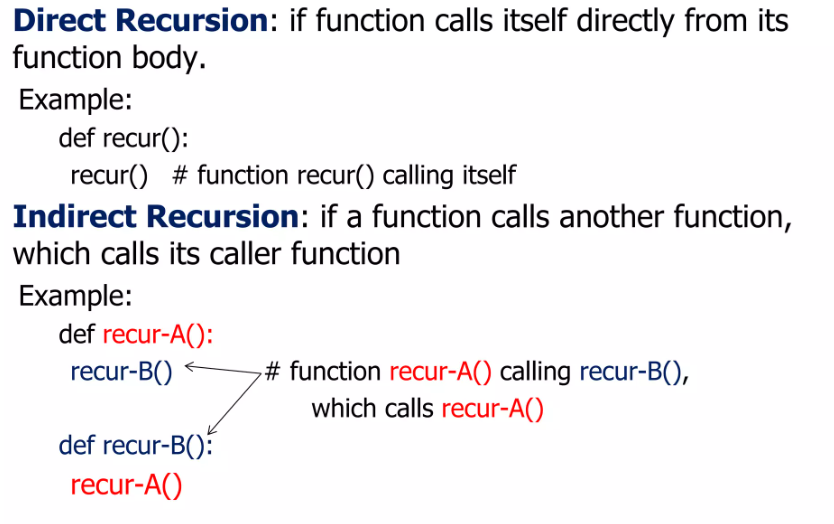 Direct Recursion: if function calls itself directly from its
function body.
Example:
def recur():
recur() # function recur() calling itself
Indirect Recursion: if a function calls another function,
which calls its caller function
Example:
def recur-A():
recur-B() # function recur-A() calling recur-B(),
which calls recur-A()
def recur-B():
recur-A()